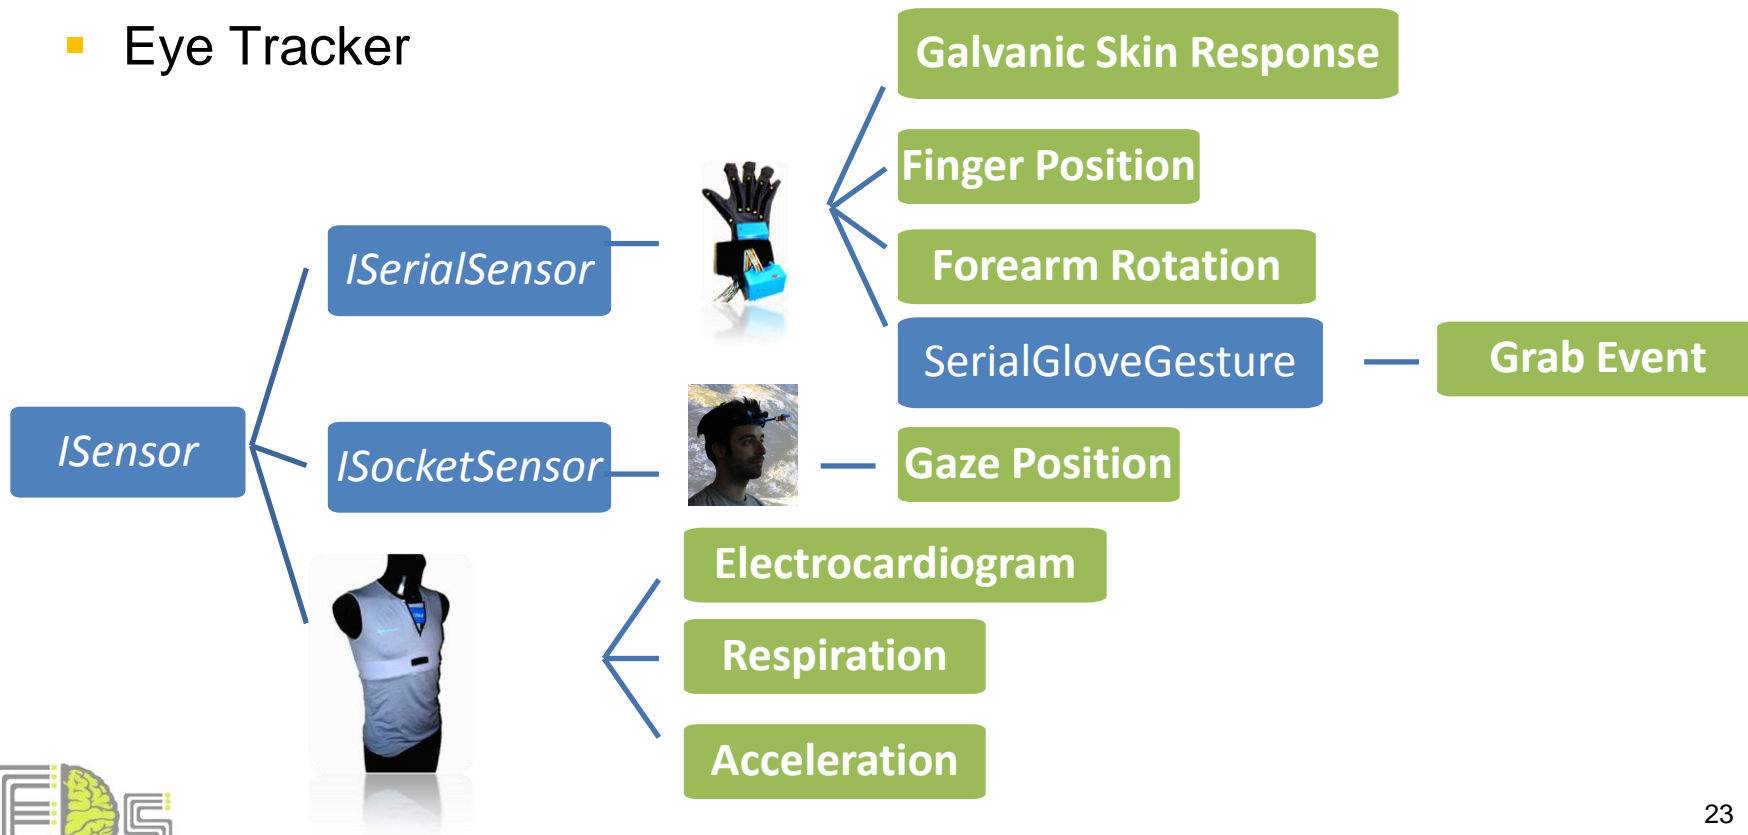 Eye Tracker
Galvanic Skin Response
Finger Position
ISerialSensor
Forearm Rotation
SerialGloveGesture
Grab Event
ISensor
ISocketSensor
Gaze Position
Electrocardiogram
Respiration
Acceleration
23